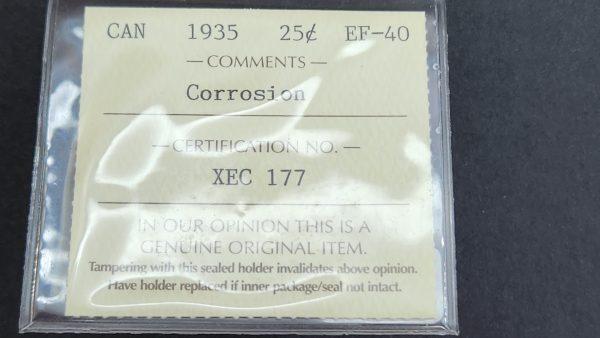 CAN 1935 25¢ EF-40
— COMMENTS —
Corrosion
— CERTIFICATION NO. —
XEC 177
IN OUR OPINION THIS IS A
GENUINE ORIGINAL ITEM.
Tampering with this sealed holder invalidates above opinion.
Have holder replaced if inner package/seal not intact.